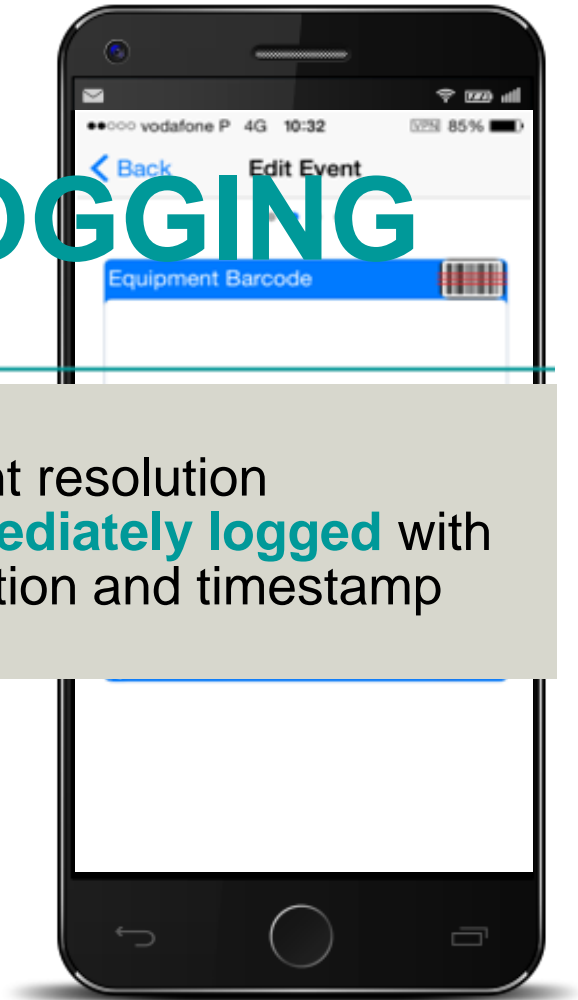 vodafone P 4G 10:32 VPN 85%
Back Edit Event
OGGING
Equipment Barcode
nt resolution
ediately logged with
tion and timestamp